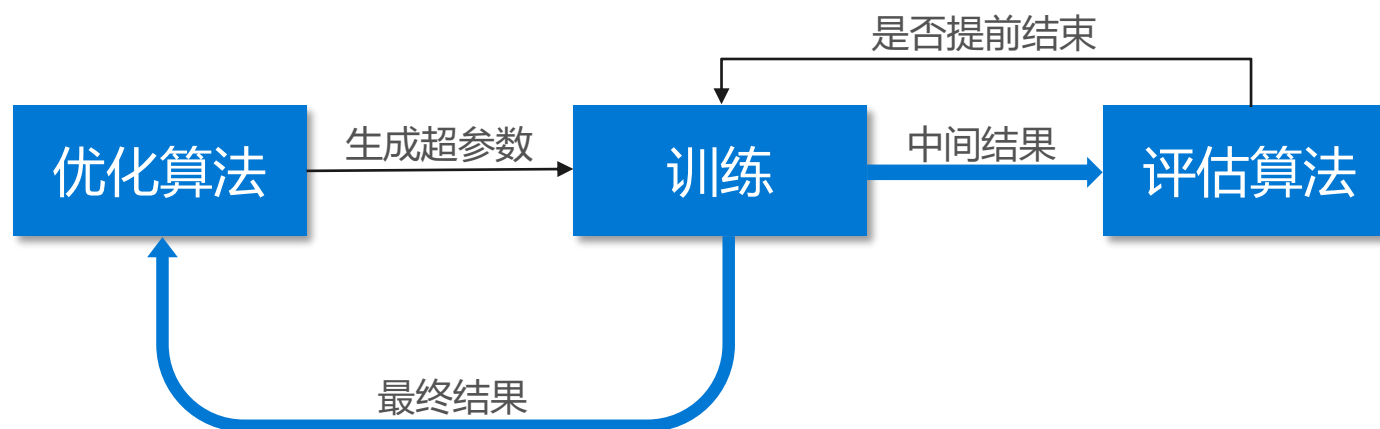 是否提前结束
优化算法
生成超参数
训练
中间结果
评估算法
最终结果